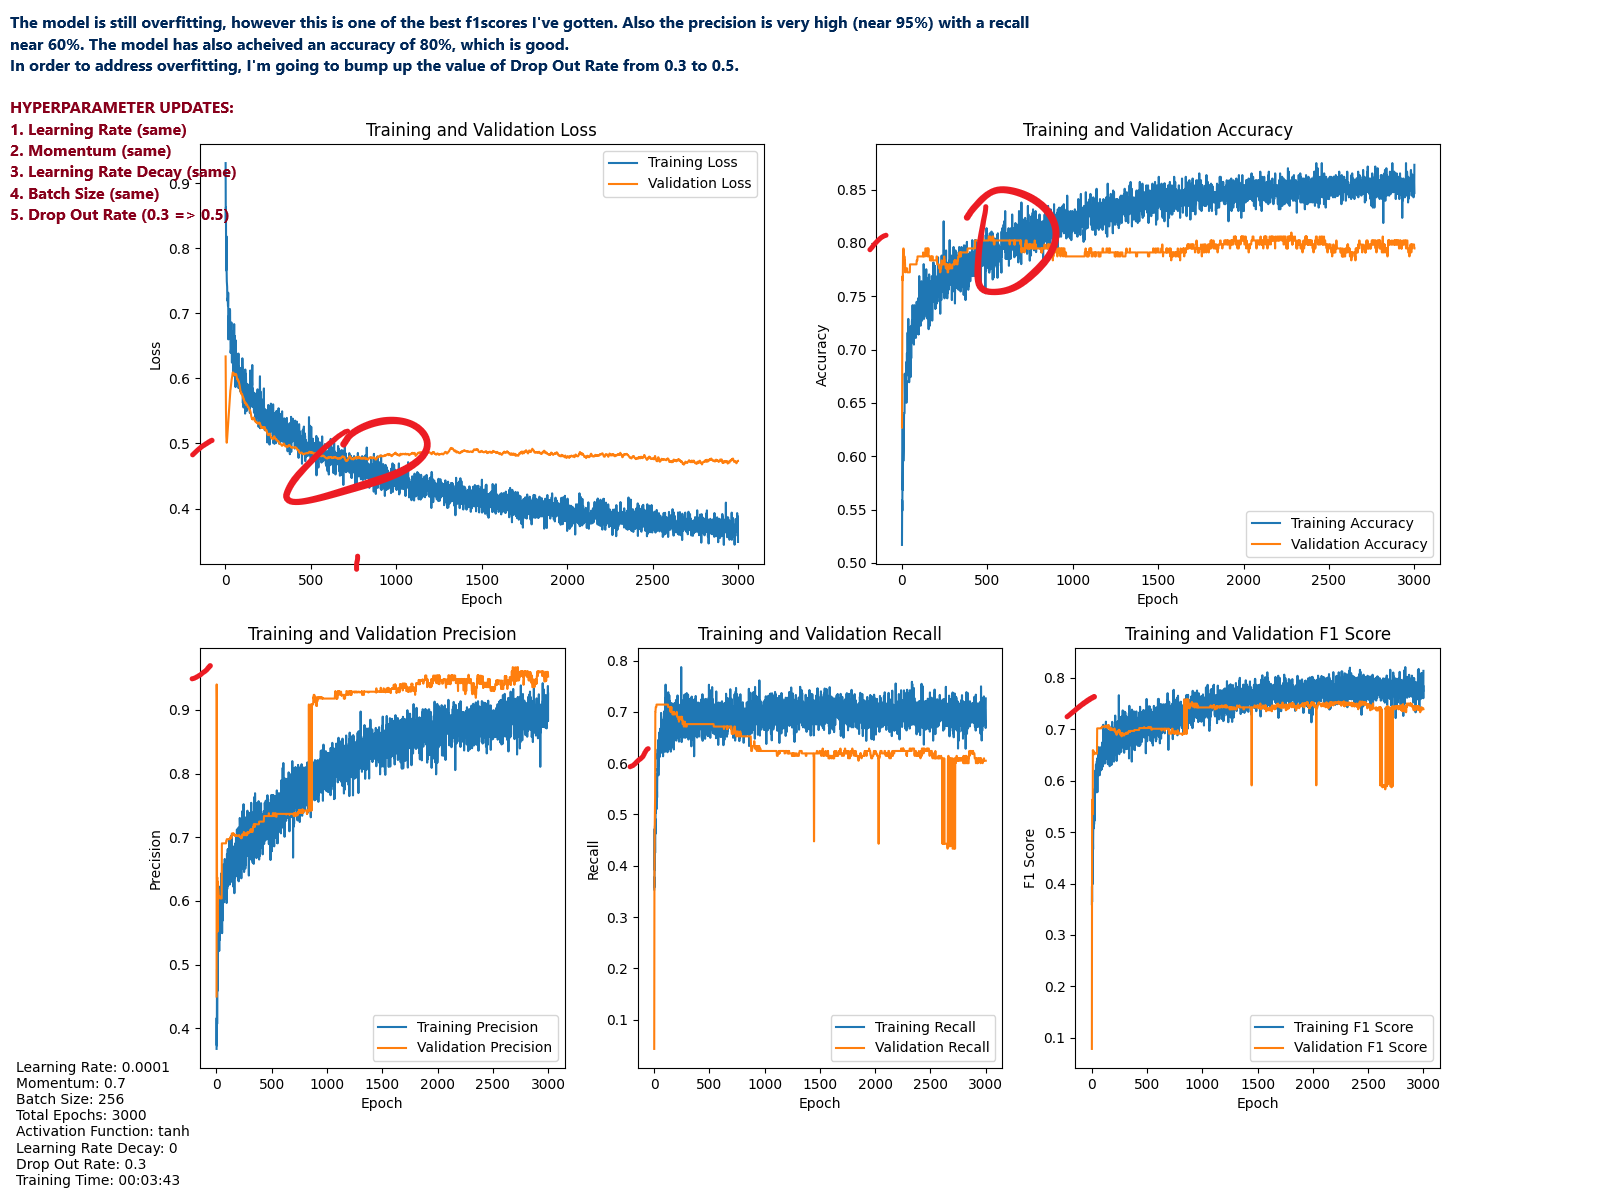 The model is still overfitting, however this is one of the best f1scores I've gotten. Also the precision is very high (near 95%) with a recall
near 60%. The model has also acheived an accuracy of 80%, which is good.
In order to address overfitting, I'm going to bump up the value of Drop Out Rate from 0.3 to 0.5.
HYPERPARAMETER UPDATES:
1. Learning Rate (same)
2. Momentum (same)
3. Learning Rate Decay (same)
4. Batch Size (same)
5. Drop Out Rate (0.3 => 0.5)
Training and Validation Loss
Training Loss
Validation Loss
0.9
0.8
0.7
0.6
0.5
0.4
Loss
0
500
1000
1500
2000
2500
3000
Epoch
Training and Validation Accuracy
0.85
0.80
0.75
0.70
0.65
0.60
0.55
0.50
Accuracy
Training Accuracy
Validation Accuracy
0
500
1000
1500
2000
2500
3000
Epoch
Training and Validation Precision
0.9
0.8
0.7
0.6
0.5
0.4
Precision
Training Precision
Validation Precision
0
500
1000
1500
2000
2500
3000
Epoch
Training and Validation Recall
0.8
0.7
0.6
0.5
0.4
0.3
0.2
0.1
Recall
Training Recall
Validation Recall
0
500
1000
1500
2000
2500
3000
Epoch
Training and Validation F1 Score
0.8
0.7
0.6
0.5
0.4
0.3
0.2
0.1
F1 Score
Training F1 Score
Validation F1 Score
0
500
1000
1500
2000
2500
3000
Epoch
Learning Rate: 0.0001
Momentum: 0.7
Batch Size: 256
Total Epochs: 3000
Activation Function: tanh
Learning Rate Decay: 0
Drop Out Rate: 0.3
Training Time: 00:03:43